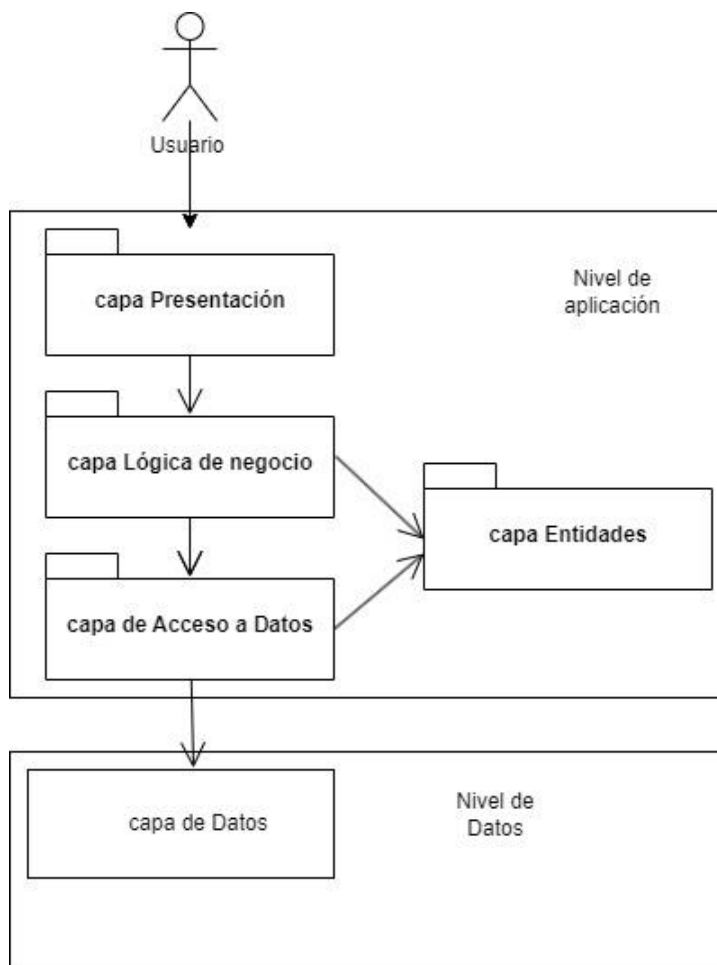 Usuario
capa Presentación
Nivel de
aplicación
capa Lógica de negocio
capa Entidades
capa de Acceso a Datos
capa de Datos
Nivel de
Datos